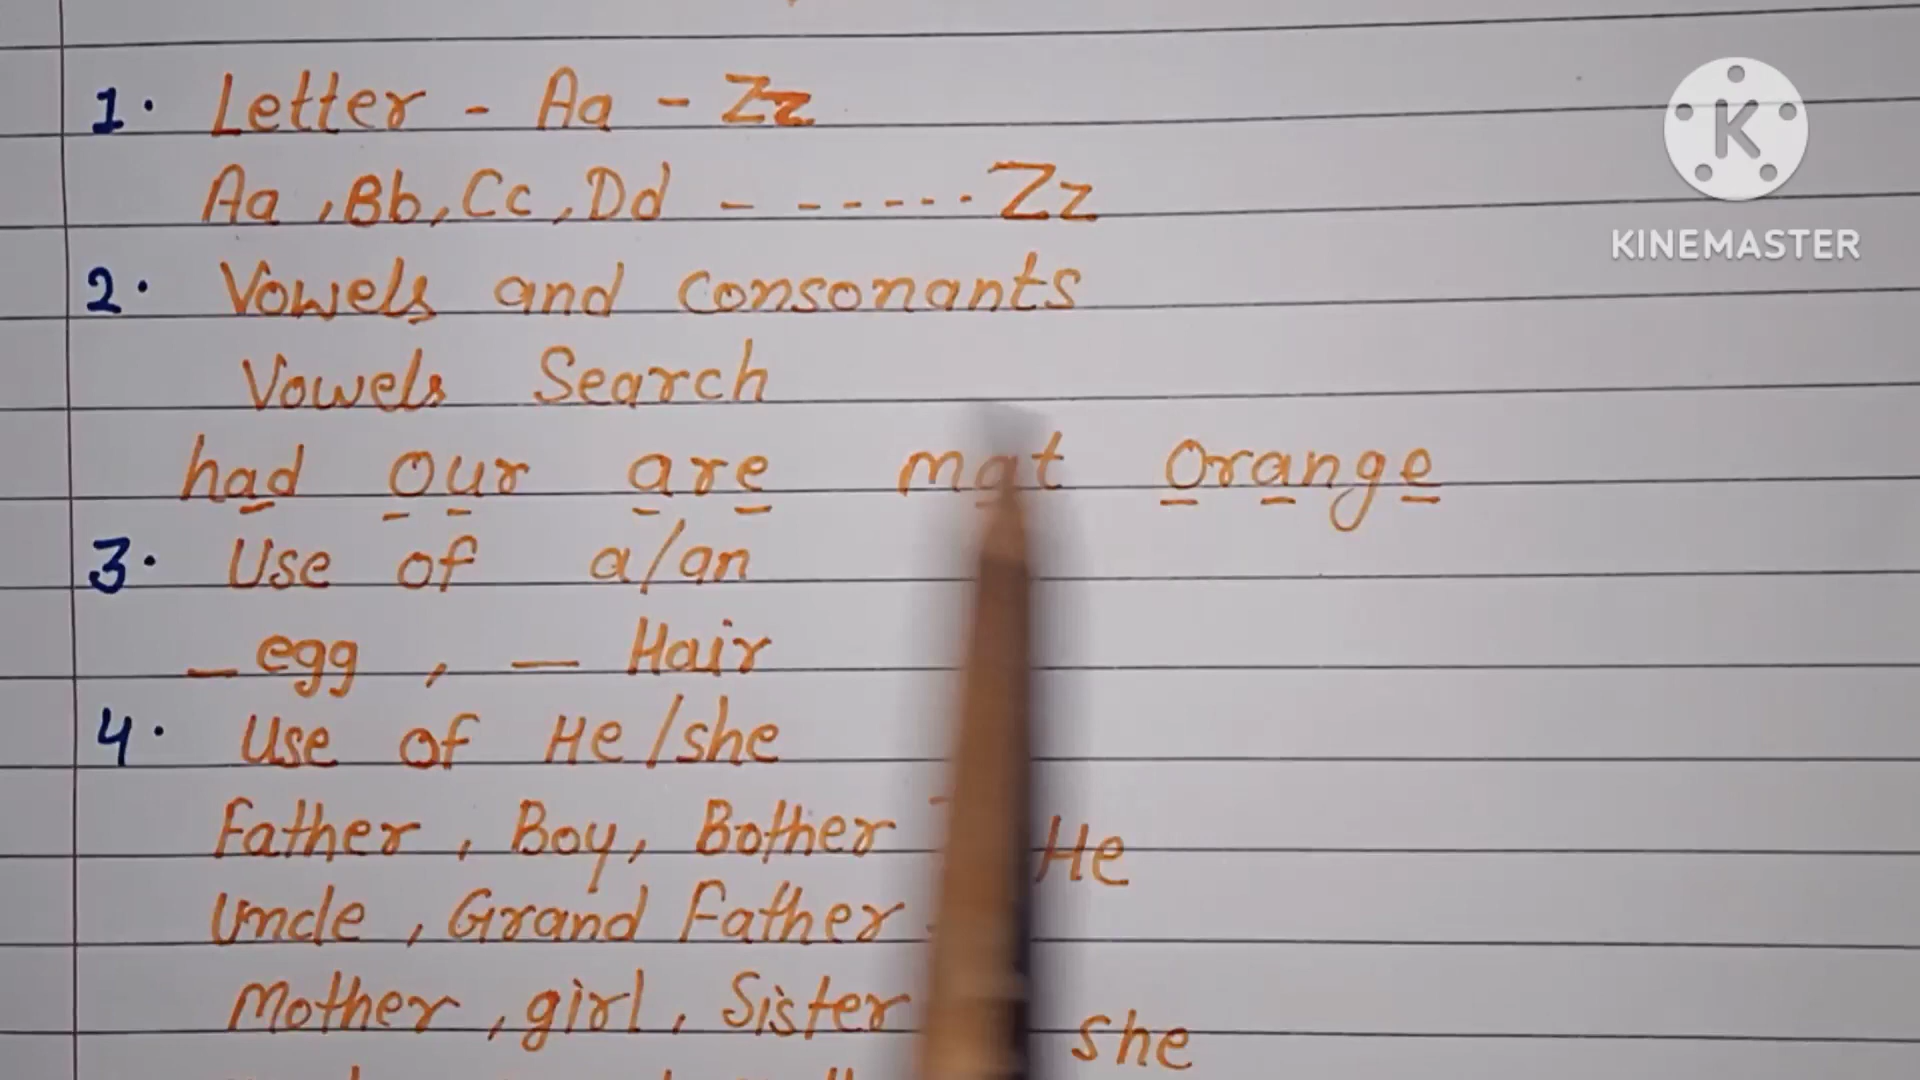 1. Letter - Aa - Zz
Aa, Bb, Cc, Dd - ------ Zz
2. Vowels and consonants
Vowels Search
had our are mat orange
3. Use of a/an
_ egg, _ Hair
4. Use of He/she
Father, Boy, Bother
He
Uncle, Grand Father
Mother, girl, Sister
she
K
KINEMASTER